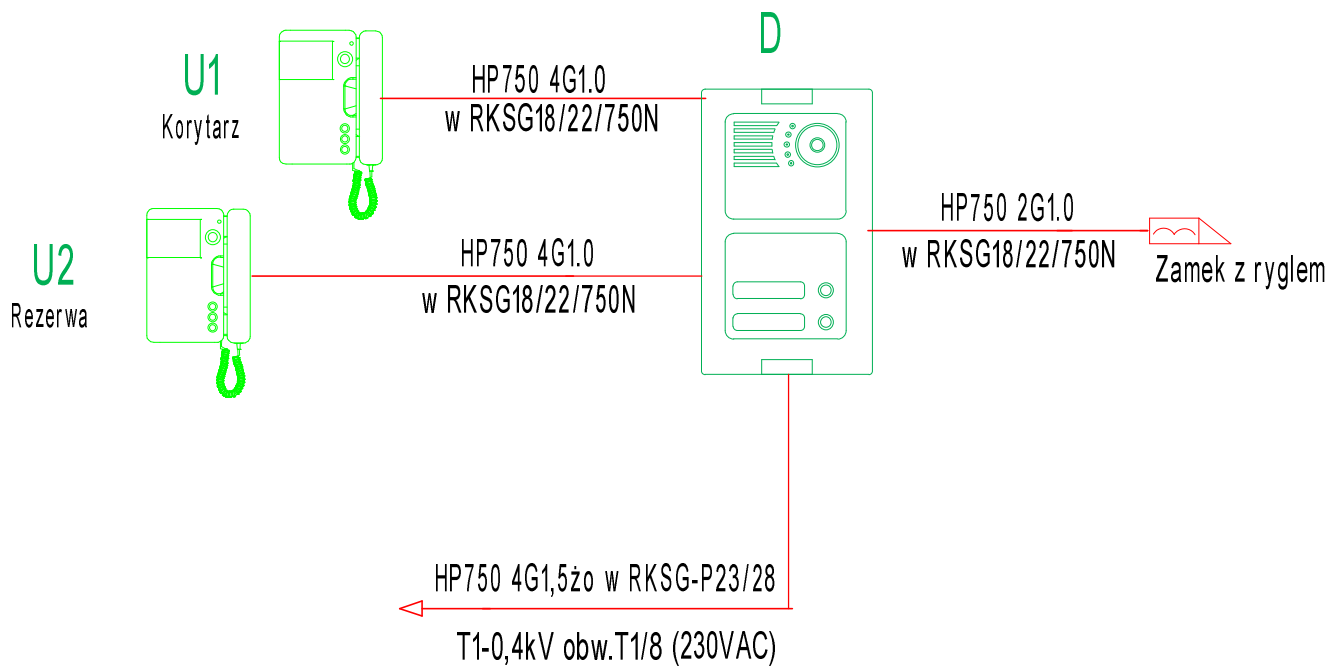 D
U1
Korytarz
HP750 4G1.0
w RKSG18/22/750N
HP750 2G1.0
w RKSG18/22/750N
Zamek z ryglem
U2
Rezerwa
HP750 4G1.0
w RKSG18/22/750N
HP750 4G1,5żo w RKSG-P23/28
T1-0,4kV obw.T1/8 (230VAC)